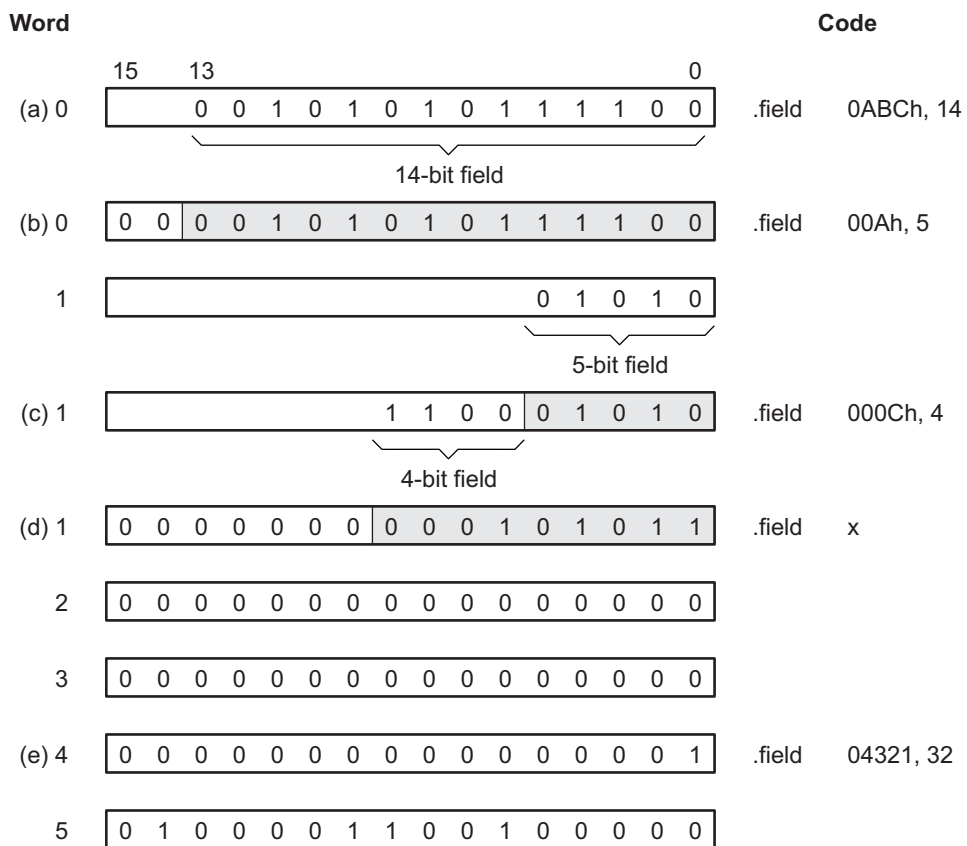 Word Code
15 13 0
(a) 0 0 0 1 0 1 0 1 0 1 1 1 1 0 0 .field 0ABCh, 14
14-bit field
(b) 0 0 0 0 0 1 0 1 0 1 0 1 1 1 1 0 0 .field 00Ah, 5
1 0 1 0 1 0
5-bit field
(c) 1 1 1 0 0 0 1 0 1 0 .field 000Ch, 4
4-bit field
(d) 1 0 0 0 0 0 0 0 0 0 0 1 0 1 0 1 1 .field x
2 0 0 0 0 0 0 0 0 0 0 0 0 0 0 0 0
3 0 0 0 0 0 0 0 0 0 0 0 0 0 0 0 0
(e) 4 0 0 0 0 0 0 0 0 0 0 0 0 0 0 0 1 .field 04321, 32
5 0 1 0 0 0 0 1 1 0 0 1 0 0 0 0 0